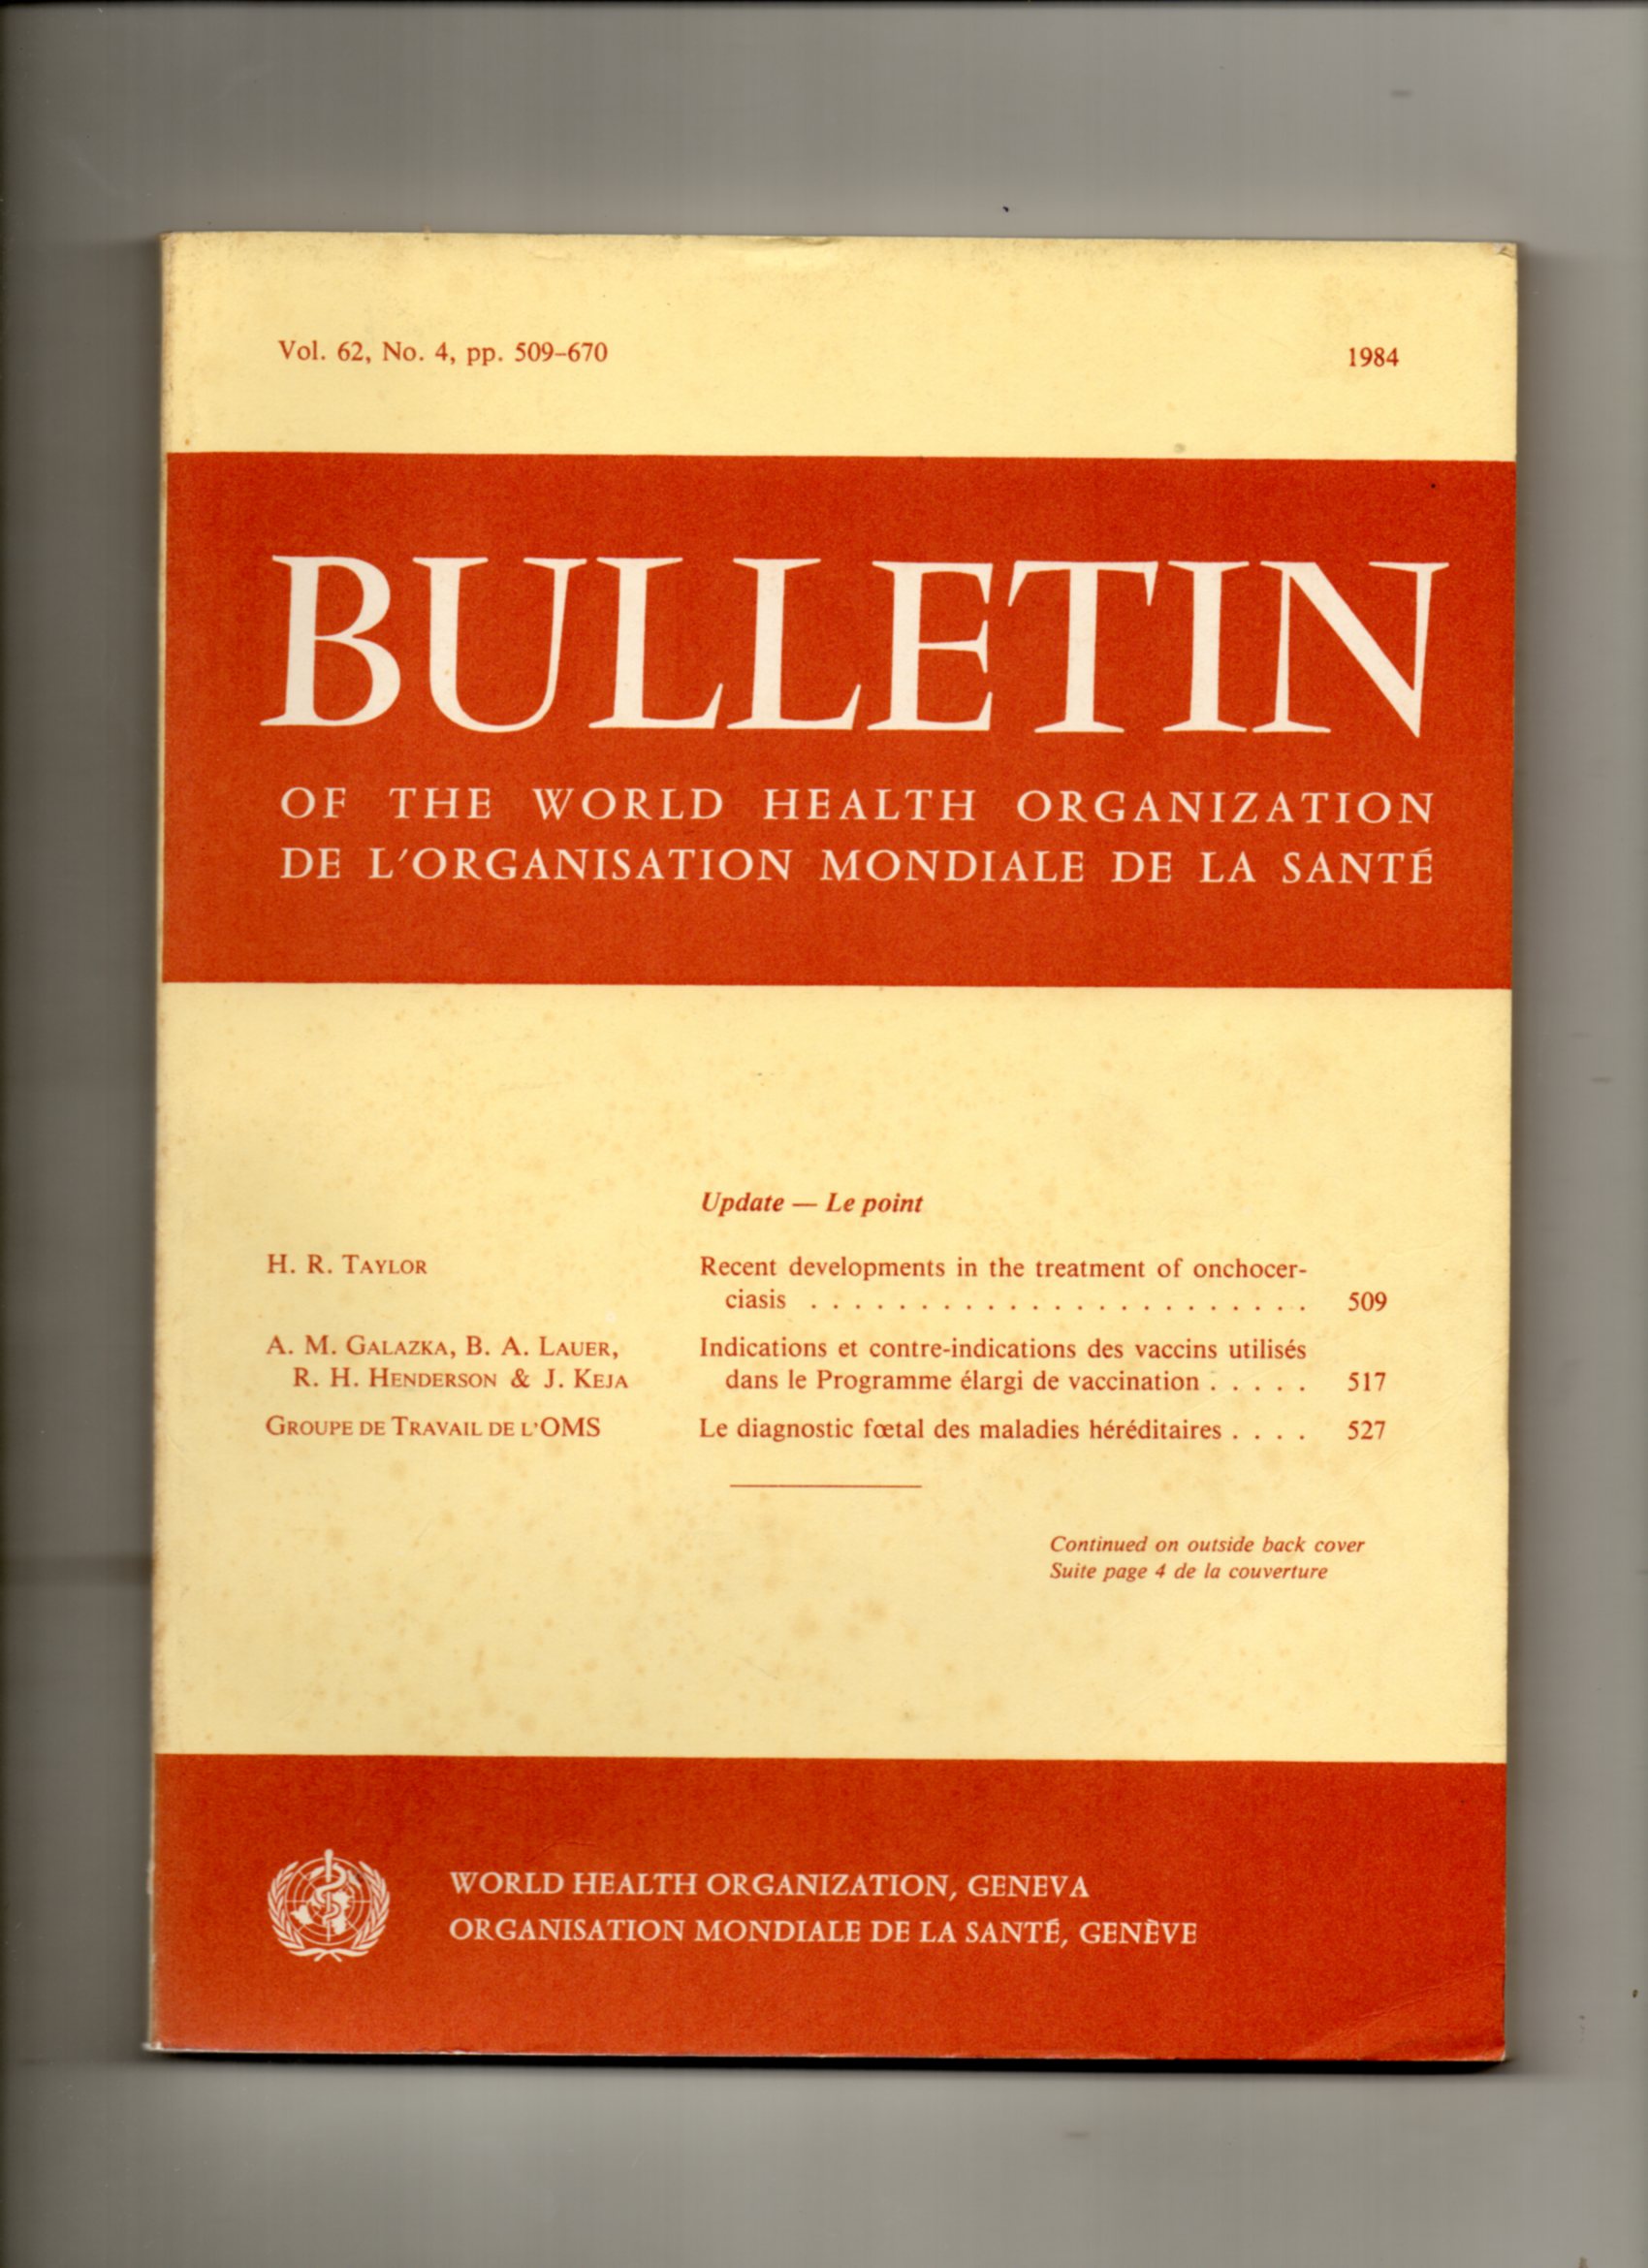 Vol. 62, No. 4, pp. 509–670 1984
BULLETIN
OF THE WORLD HEALTH ORGANIZATION
DE L'ORGANISATION MONDIALE DE LA SANTÉ
Update — Le point
H. R. TAYLOR Recent developments in the treatment of onchocer-
ciasis . . . . . . . . . . . . . . . . . . . . . . . 509
A. M. GALAZKA, B. A. LAUER, Indications et contre-indications des vaccins utilisés
R. H. HENDERSON & J. KEJA dans le Programme élargi de vaccination . . . . . 517
GROUPE DE TRAVAIL DE L'OMS Le diagnostic fœtal des maladies héréditaires . . . . 527
Continued on outside back cover
Suite page 4 de la couverture
WORLD HEALTH ORGANIZATION, GENEVA
ORGANISATION MONDIALE DE LA SANTÉ, GENÈVE